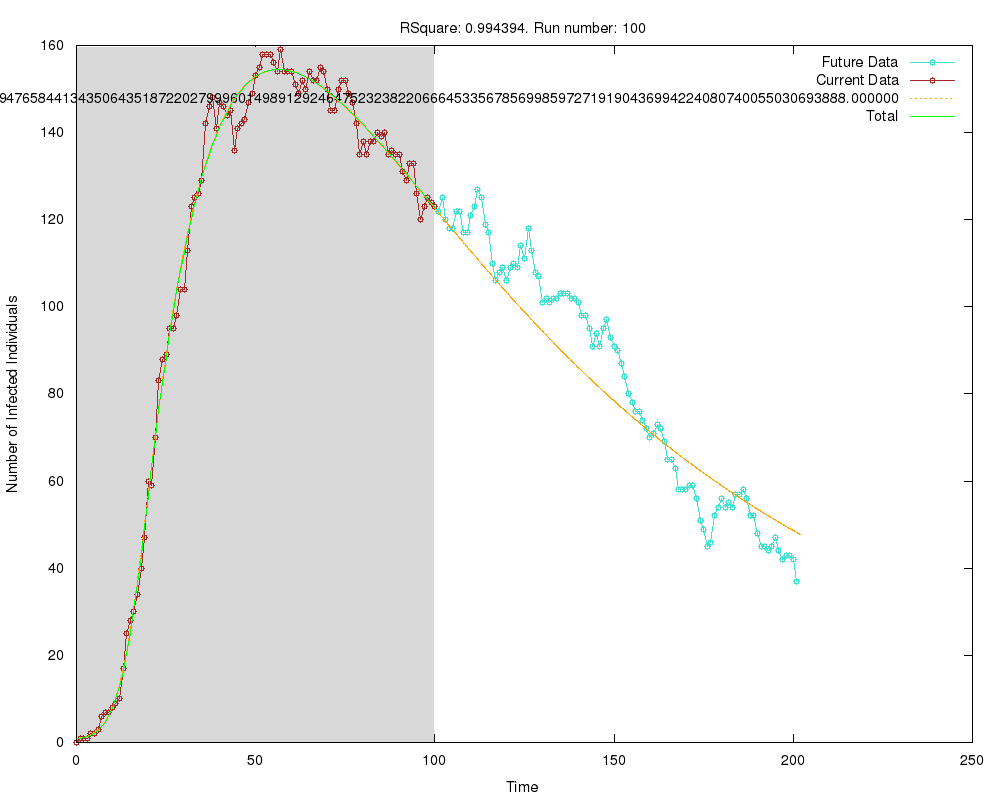 RSquare: 0.994394. Run number: 100
Future Data
Current Data
Total
160
140
120
100
80
60
40
20
0
Number of Infected Individuals
0 50 100 150 200 250
Time